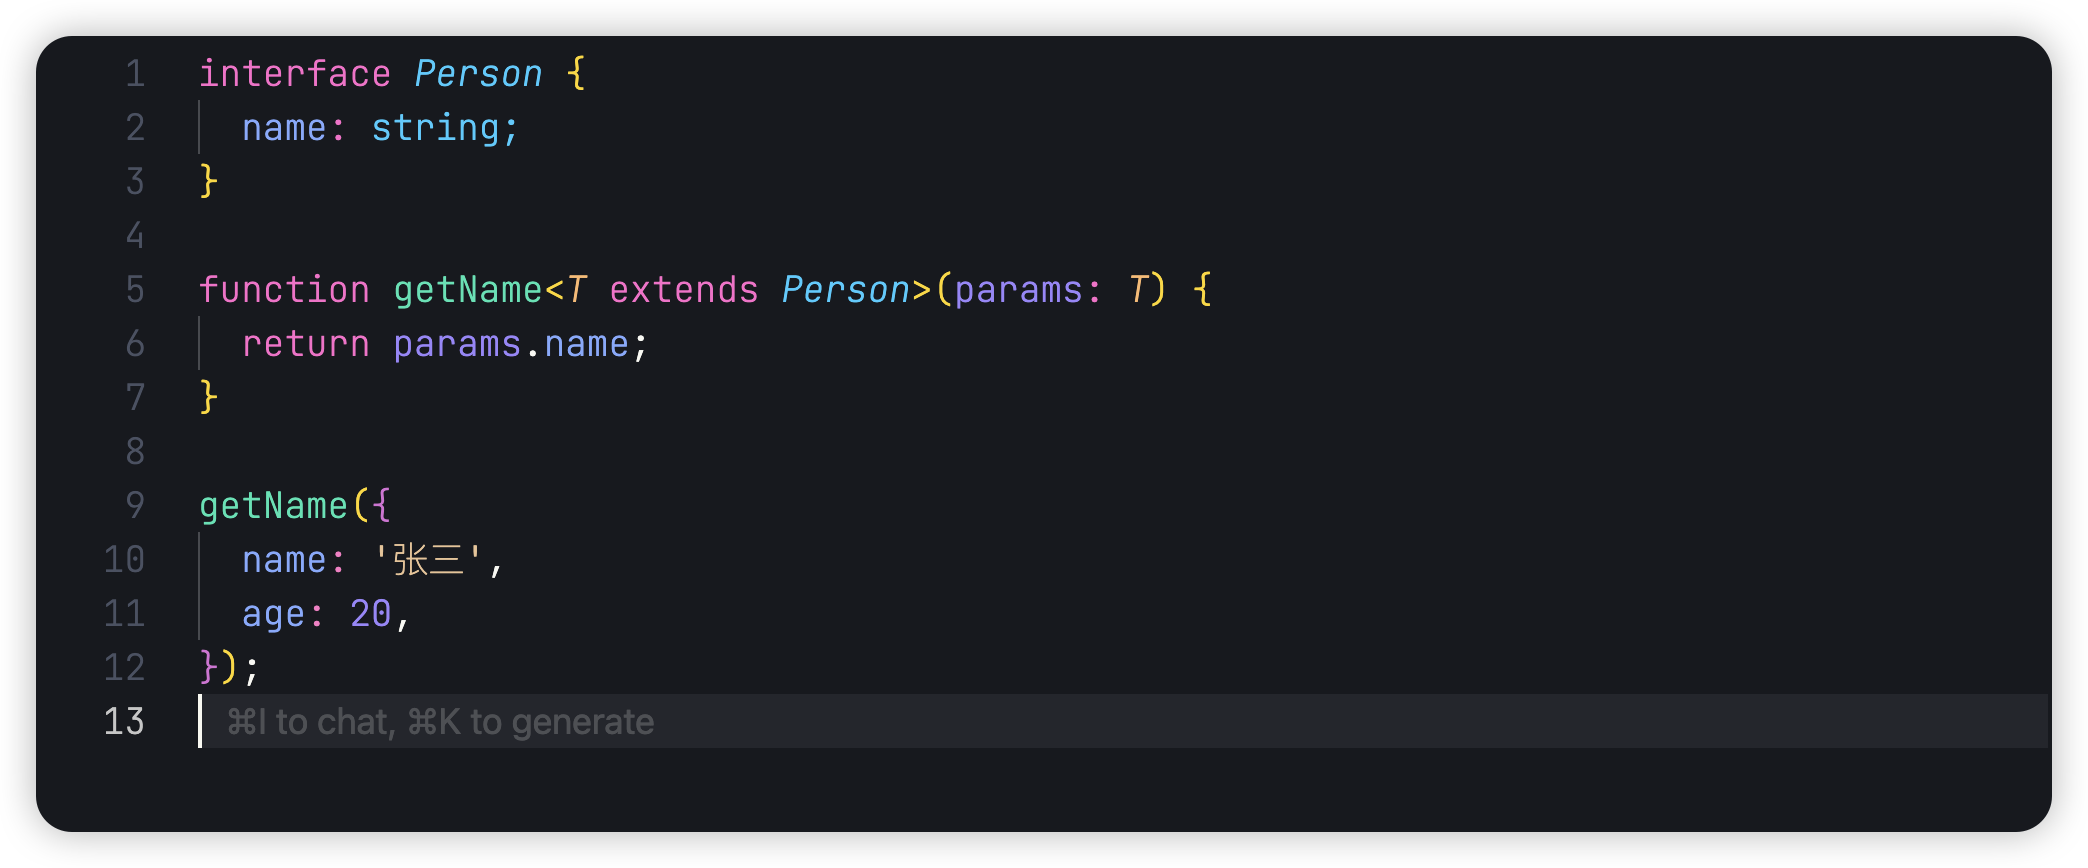 1 interface Person {
2   name: string;
3 }
4
5 function getName<T extends Person>(params: T) {
6   return params.name;
7 }
8
9 getName({
10   name: '张三',
11   age: 20,
12 });
13 ⌘I to chat, ⌘K to generate